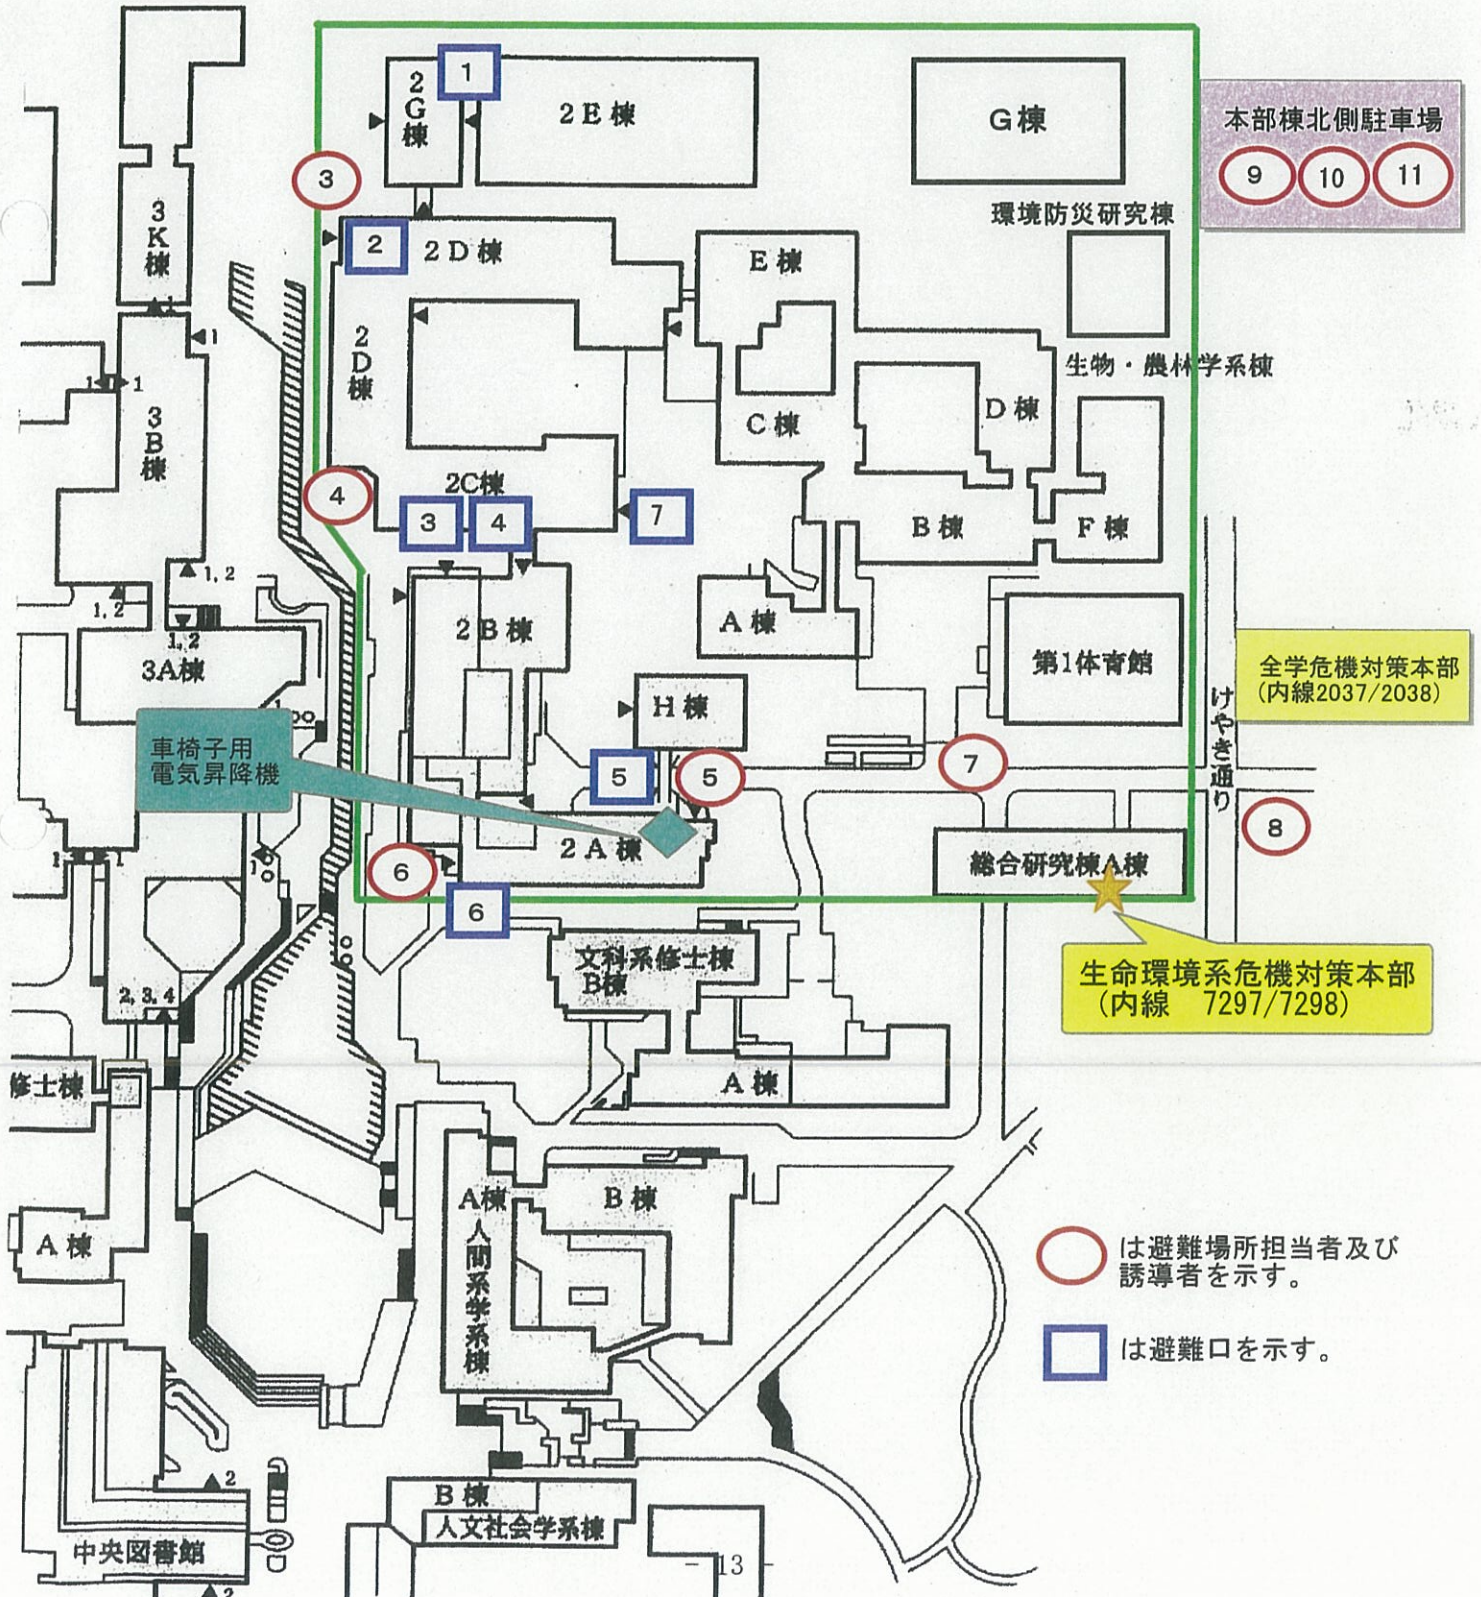 1
2G棟
2E棟
G棟
本部棟北側駐車場
9 10 11
3
環境防災研究棟
3K棟
2
2D棟
E棟
1
1
2D棟
生物・農林学系棟
1 1
3B棟
C棟
D棟
4
2C棟
3
4
7
B棟
F棟
1, 2
1, 2
1, 2
2B棟
A棟
第1体育館
全学危機対策本部
(内線2037/2038)
3A棟
H棟
けやき通り
車椅子用
電気昇降機
5
5
7
8
2A棟
1 1
1
6
総合研究棟A棟
6
文科系修士棟
B棟
生命環境系危機対策本部
(内線 7297/7298)
2, 3, 4
修士棟
A棟
A棟
人間系学系棟
B棟
A棟
は避難場所担当者及び
誘導者を示す。
は避難口を示す。
2
B棟
人文社会学系棟
中央図書館
- 13 -
2